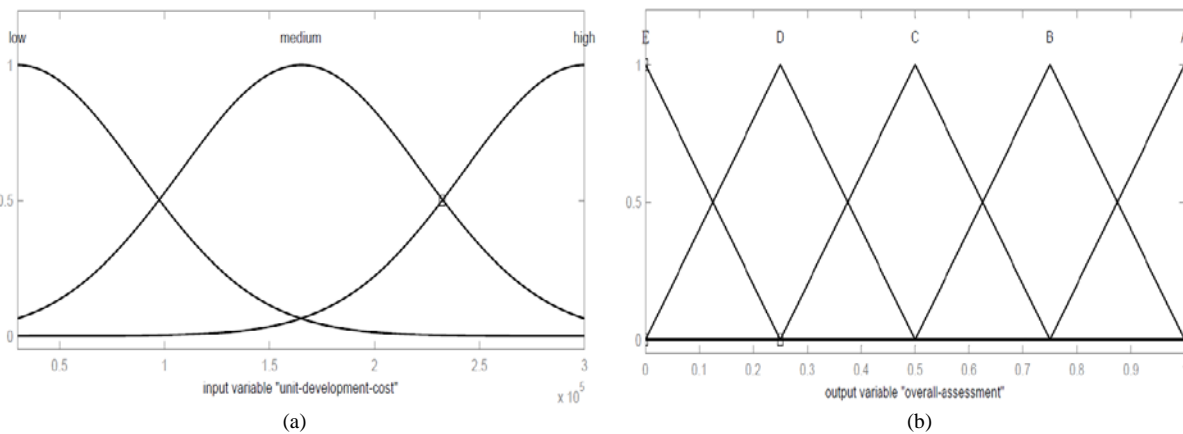 low medium high
1
0.5
0
0.5 1 1.5 2 2.5 3
input variable "unit-development-cost"
x 10^5
(a)
E D C B A
1
0.5
0
0 0.1 0.2 0.3 0.4 0.5 0.6 0.7 0.8 0.9
output variable "overall-assessment"
(b)